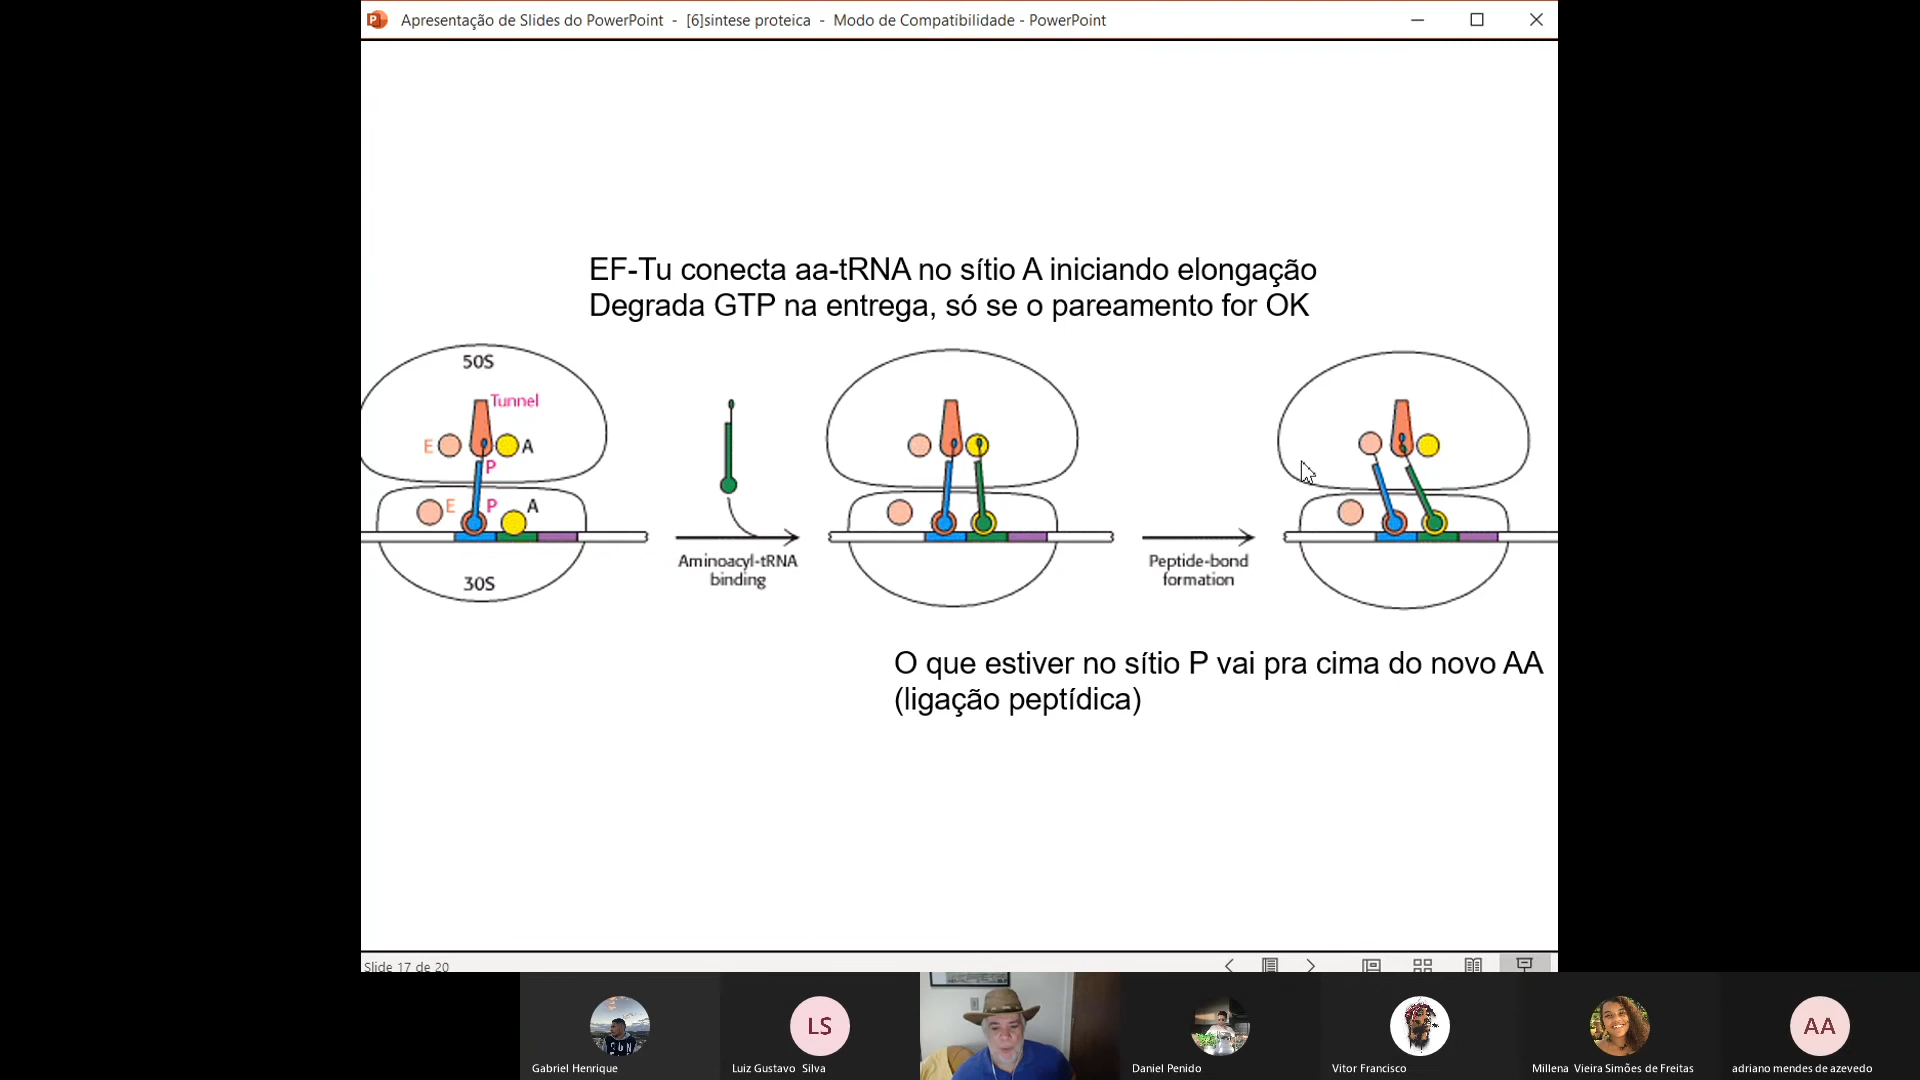 Apresentação de Slides do PowerPoint - [6]sintese proteica - Modo de Compatibilidade - PowerPoint
EF-Tu conecta aa-tRNA no sítio A iniciando elongação
Degrada GTP na entrega, só se o pareamento for OK
50S
Tunnel
E
A
P
E
P
A
30S
Aminoacyl-tRNA
binding
Peptide-bond
formation
O que estiver no sítio P vai pra cima do novo AA
(ligação peptídica)
Slide 17 de 20
LS
AA
Gabriel Henrique
Luiz Gustavo Silva
Daniel Penido
Vitor Francisco
Millena Vieira Simões de Freitas
adriano mendes de azevedo